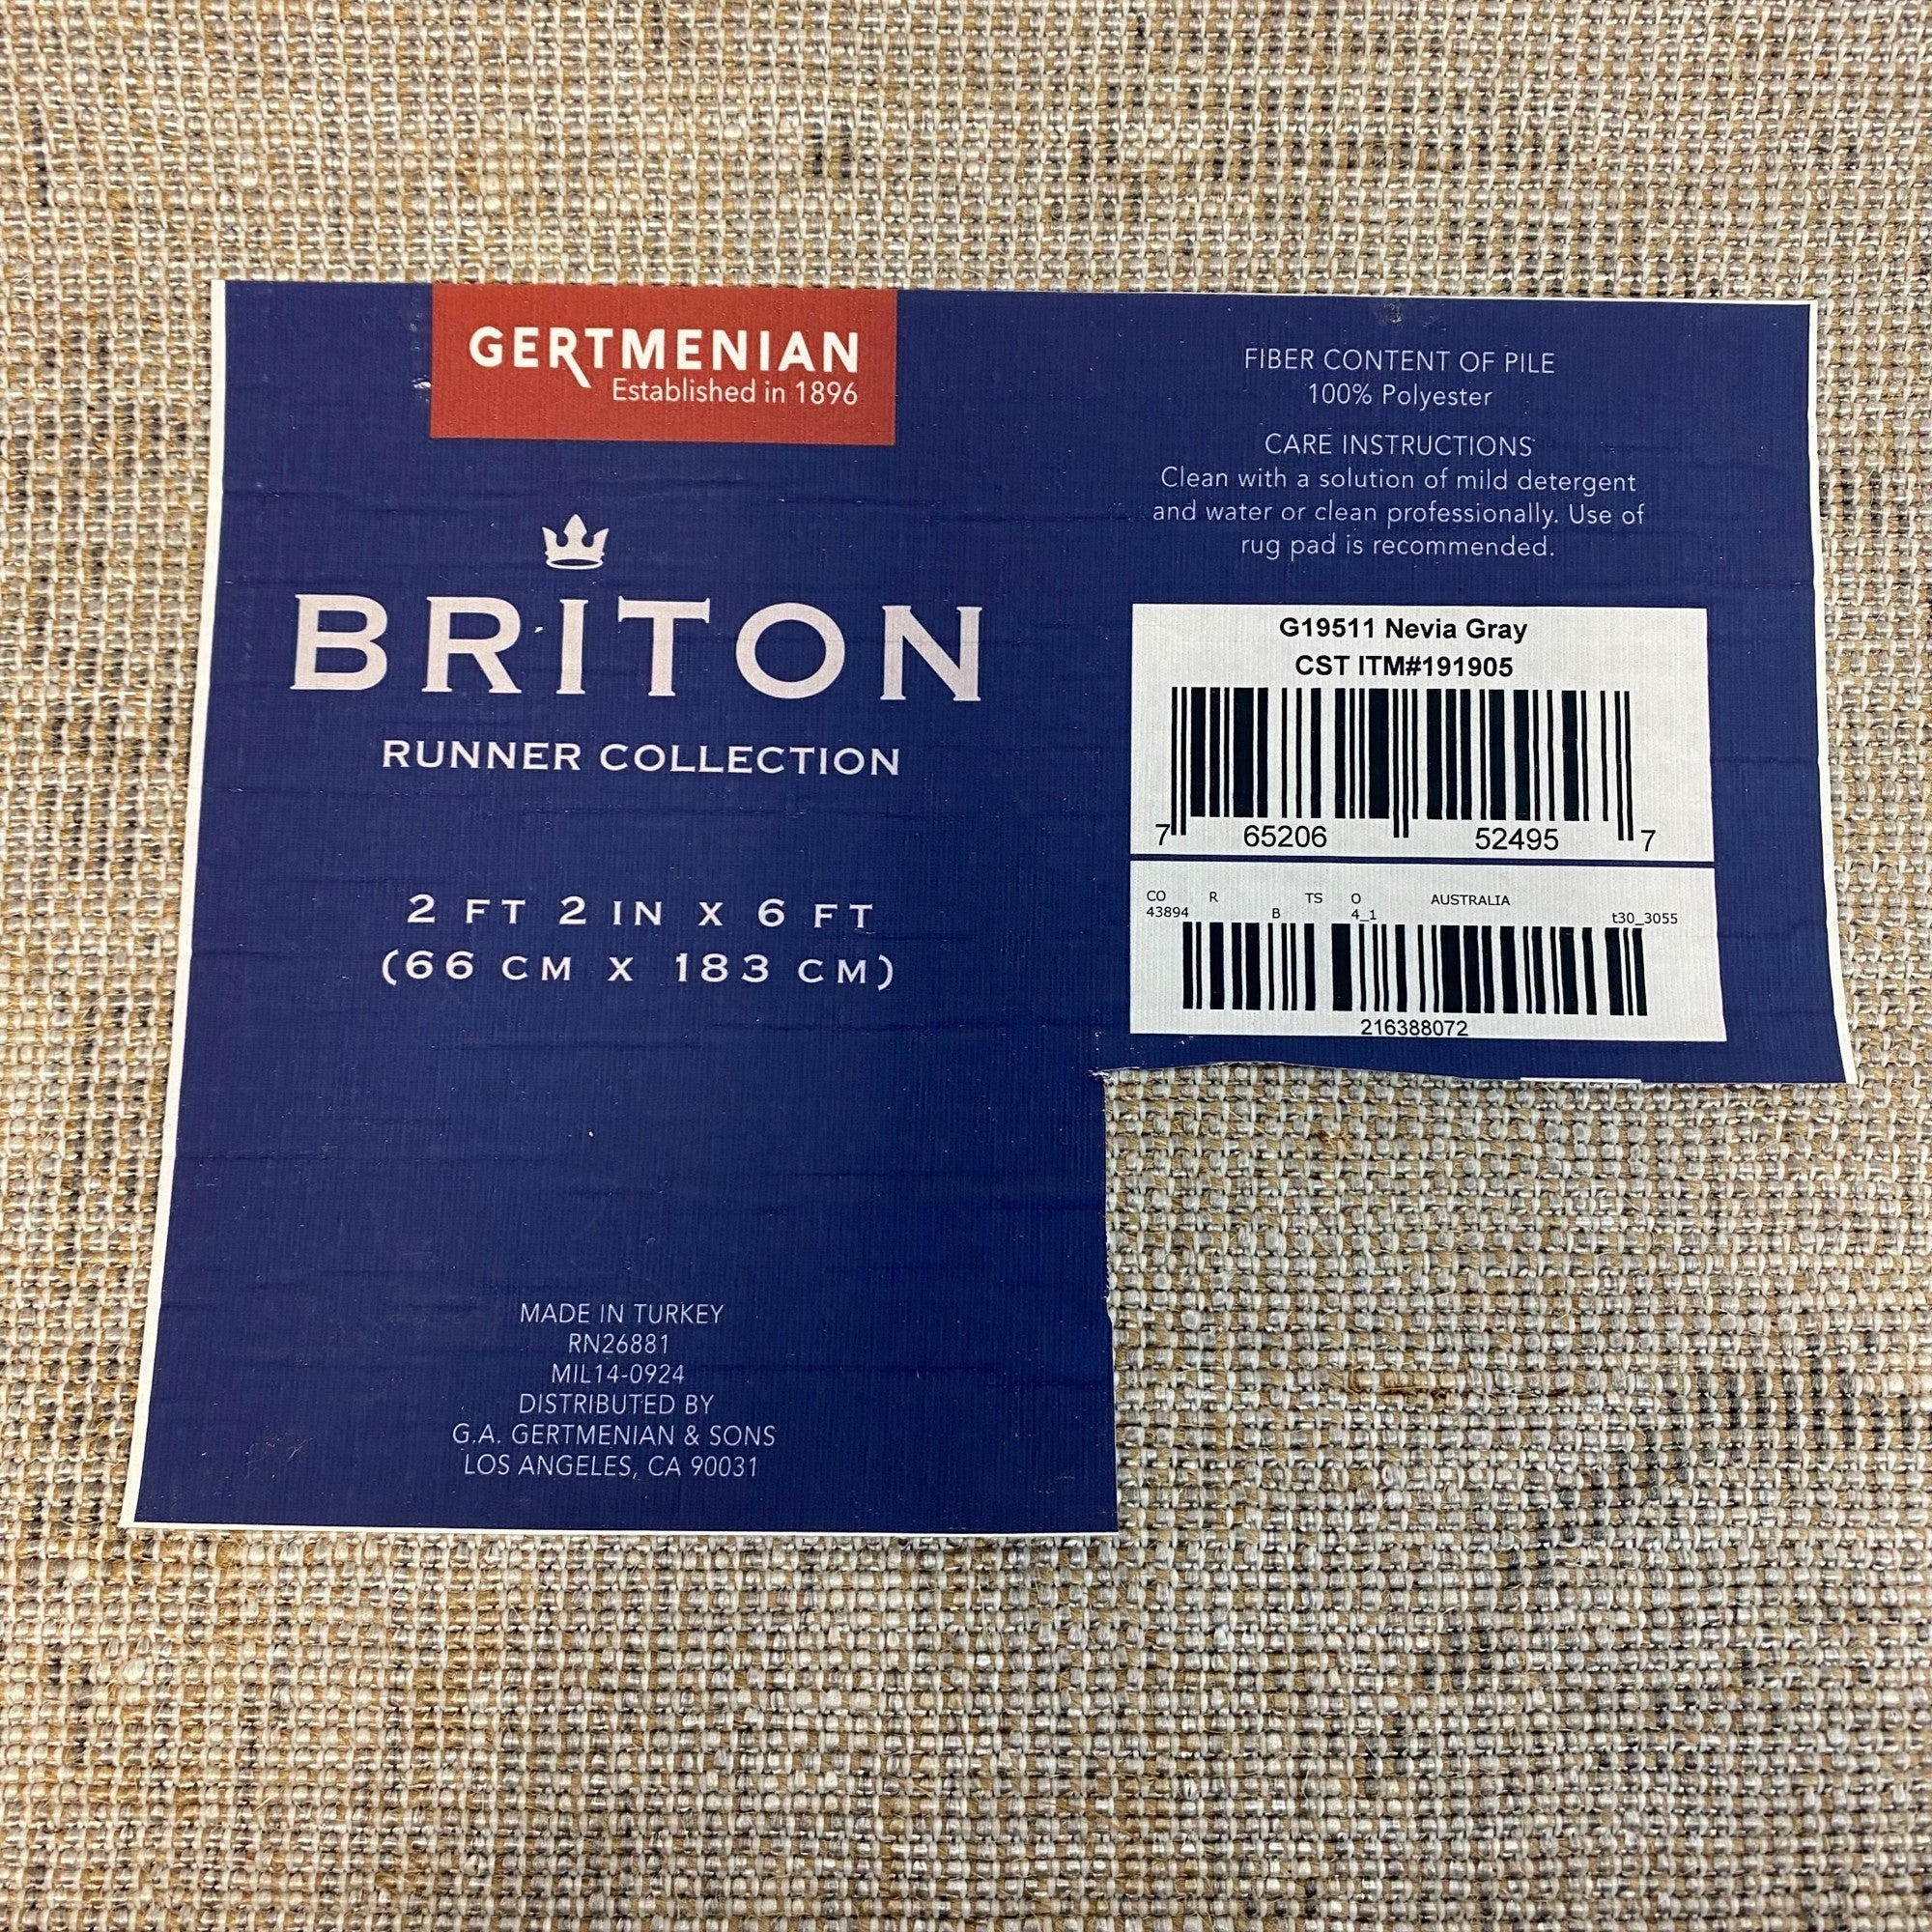 GERTMENIAN
Established in 1896
BRITON
RUNNER COLLECTION
2 FT 2 IN X 6 FT
(66 CM X 183 CM)
MADE IN TURKEY
RN26881
MIL14-0924
DISTRIBUTED BY
G.A. GERTMENIAN & SONS
LOS ANGELES, CA 90031
FIBER CONTENT OF PILE
100% Polyester
CARE INSTRUCTIONS
Clean with a solution of mild detergent
and water or clean professionally. Use of
rug pad is recommended.
G19511 Nevia Gray
CST ITM#191905
7 65206 52495 7
CO R TS O AUSTRALIA
43894 B 4_1 t30_3055
216388072